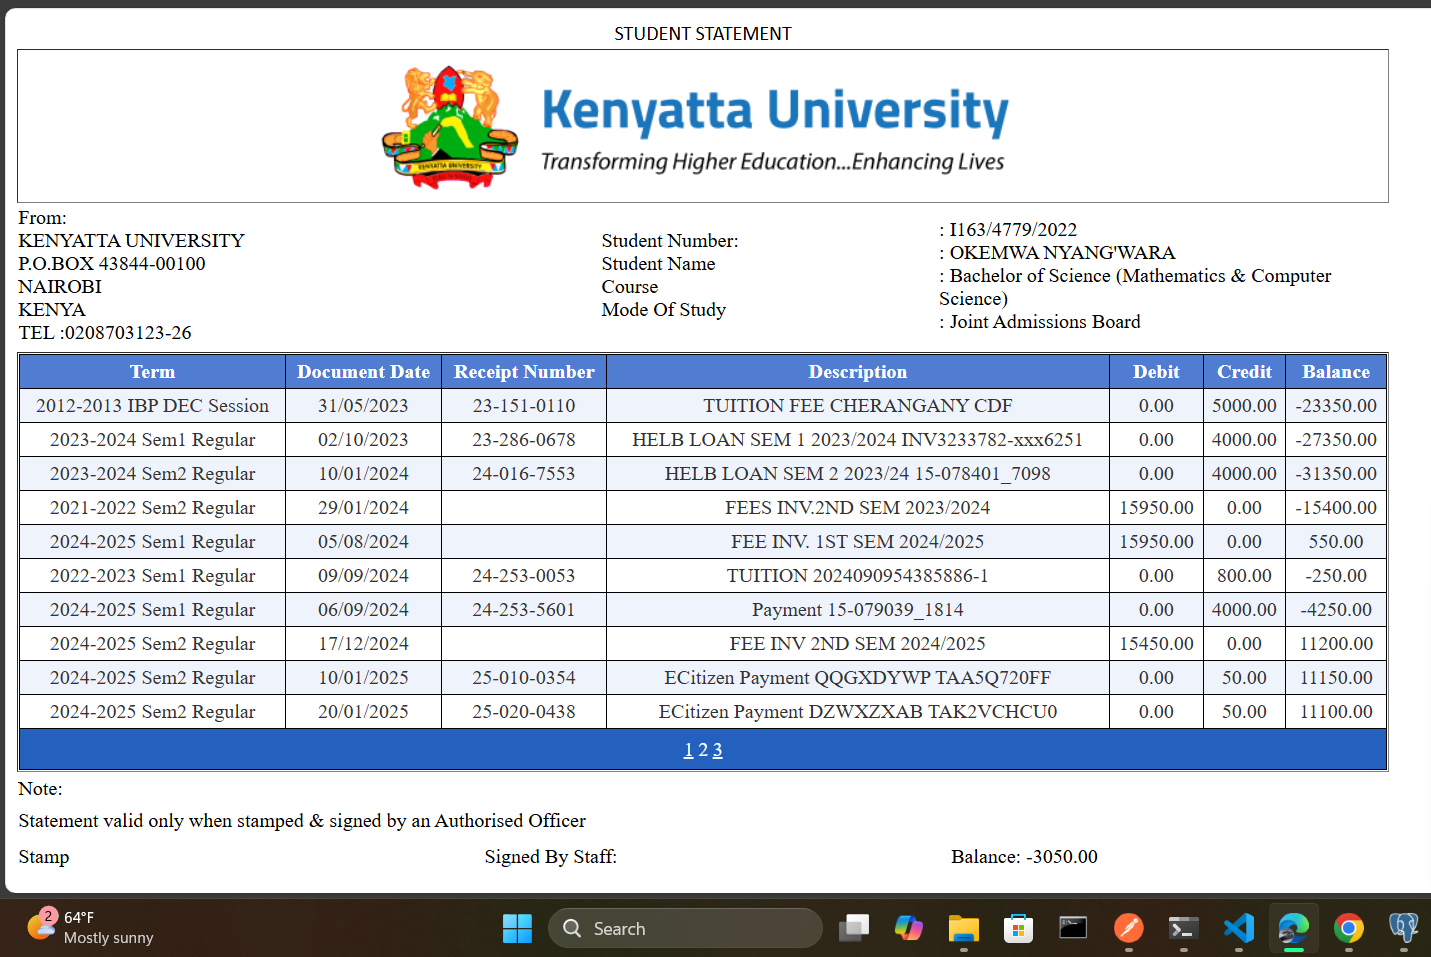 STUDENT STATEMENT
KENYATTA UNIVERSITY
Kenyatta University
Transforming Higher Education...Enhancing Lives
From:
KENYATTA UNIVERSITY
P.O.BOX 43844-00100
NAIROBI
KENYA
TEL :0208703123-26
Student Number: : I163/4779/2022
Student Name : OKEMWA NYANG'WARA
Course : Bachelor of Science (Mathematics & Computer
Science)
Mode Of Study : Joint Admissions Board
Term Document Date Receipt Number Description Debit Credit Balance
2012-2013 IBP DEC Session 31/05/2023 23-151-0110 TUITION FEE CHERANGANY CDF 0.00 5000.00 -23350.00
2023-2024 Sem1 Regular 02/10/2023 23-286-0678 HELB LOAN SEM 1 2023/2024 INV3233782-xxx6251 0.00 4000.00 -27350.00
2023-2024 Sem2 Regular 10/01/2024 24-016-7553 HELB LOAN SEM 2 2023/24 15-078401_7098 0.00 4000.00 -31350.00
2021-2022 Sem2 Regular 29/01/2024 FEES INV.2ND SEM 2023/2024 15950.00 0.00 -15400.00
2024-2025 Sem1 Regular 05/08/2024 FEE INV. 1ST SEM 2024/2025 15950.00 0.00 550.00
2022-2023 Sem1 Regular 09/09/2024 24-253-0053 TUITION 2024090954385886-1 0.00 800.00 -250.00
2024-2025 Sem1 Regular 06/09/2024 24-253-5601 Payment 15-079039_1814 0.00 4000.00 -4250.00
2024-2025 Sem2 Regular 17/12/2024 FEE INV 2ND SEM 2024/2025 15450.00 0.00 11200.00
2024-2025 Sem2 Regular 10/01/2025 25-010-0354 ECitizen Payment QQGXDYWP TAA5Q720FF 0.00 50.00 11150.00
2024-2025 Sem2 Regular 20/01/2025 25-020-0438 ECitizen Payment DZWXZXAB TAK2VCHCU0 0.00 50.00 11100.00
1 2 3
Note:
Statement valid only when stamped & signed by an Authorised Officer
Stamp Signed By Staff: Balance: -3050.00
2
64°F
Mostly sunny
Search